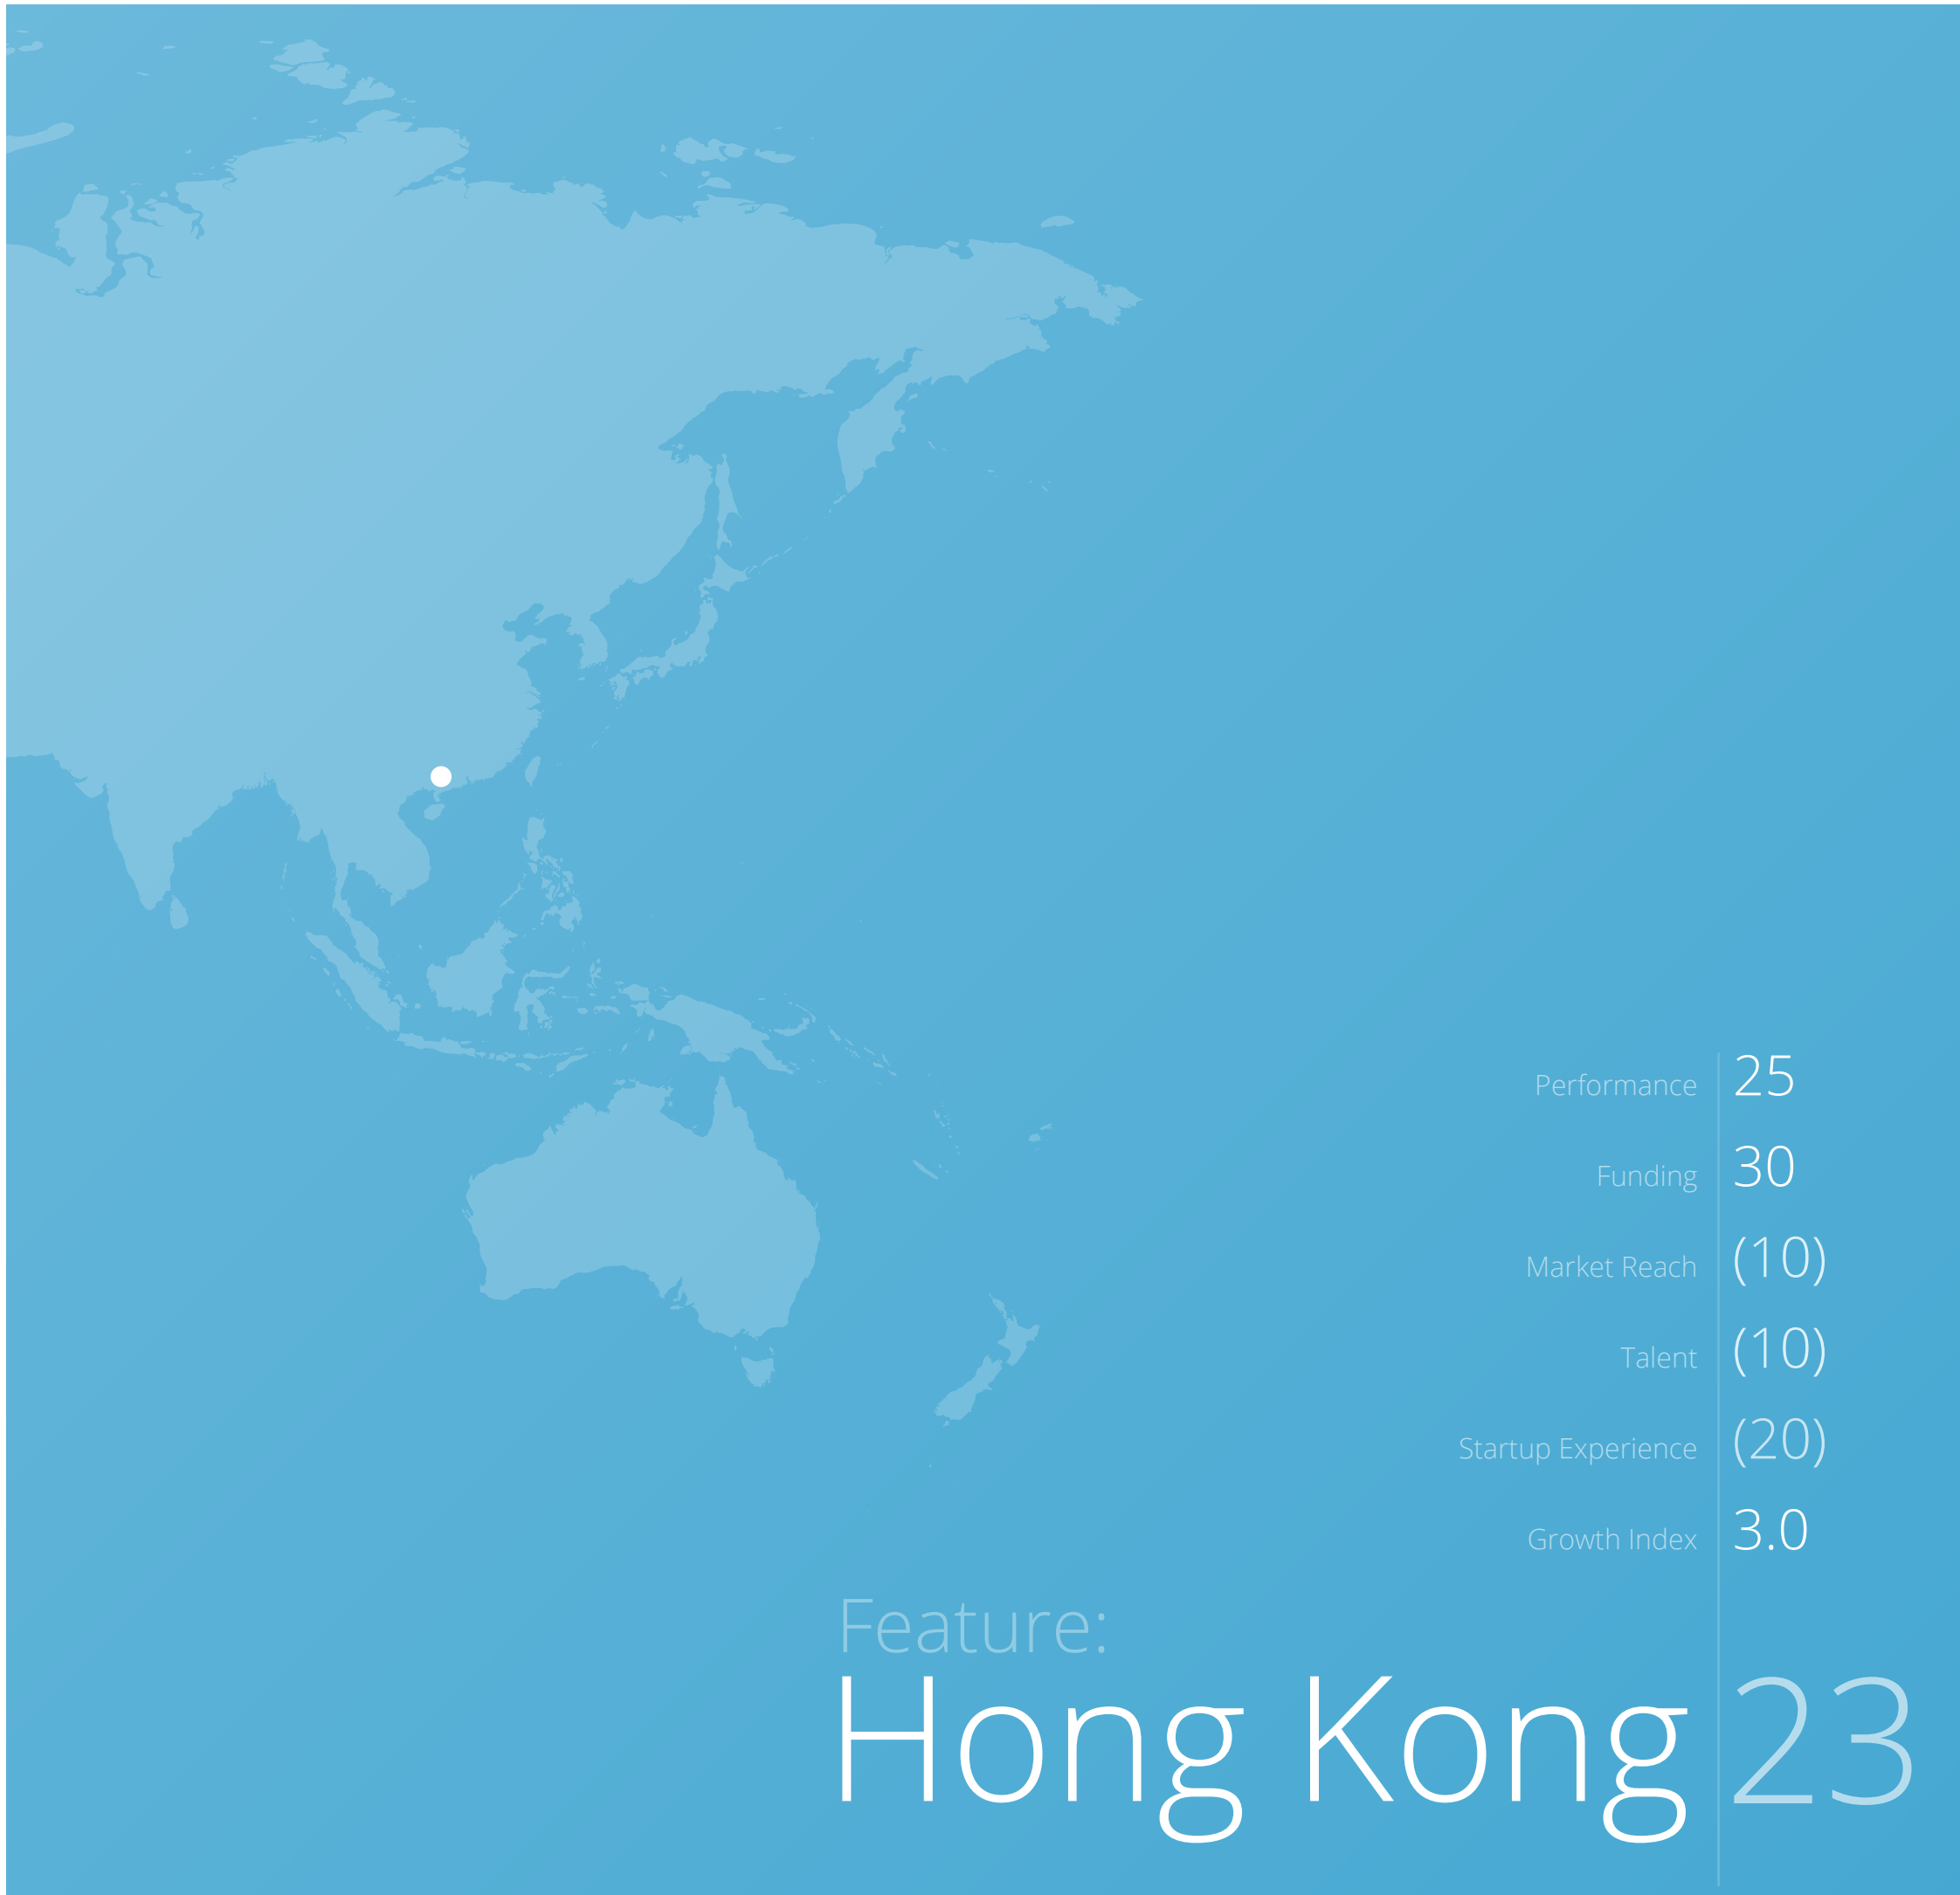 Performance 25
Funding 30
Market Reach (10)
Talent (10)
Startup Experience (20)
Growth Index 3.0
Feature:
Hong Kong 23